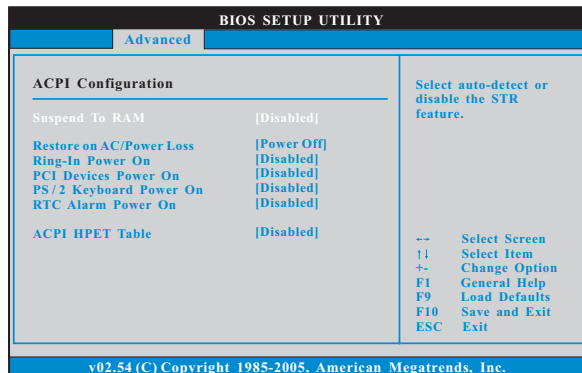 BIOS SETUP UTILITY
Advanced
ACPI Configuration
Suspend To RAM [Disabled]
Restore on AC/Power Loss [Power Off]
Ring-In Power On [Disabled]
PCI Devices Power On [Disabled]
PS/2 Keyboard Power On [Disabled]
RTC Alarm Power On [Disabled]
ACPI HPET Table [Disabled]
Select auto-detect or
disable the STR
feature.
←→ Select Screen
↑↓ Select Item
+- Change Option
F1 General Help
F9 Load Defaults
F10 Save and Exit
ESC Exit
v02.54 (C) Copyright 1985-2005, American Megatrends, Inc.